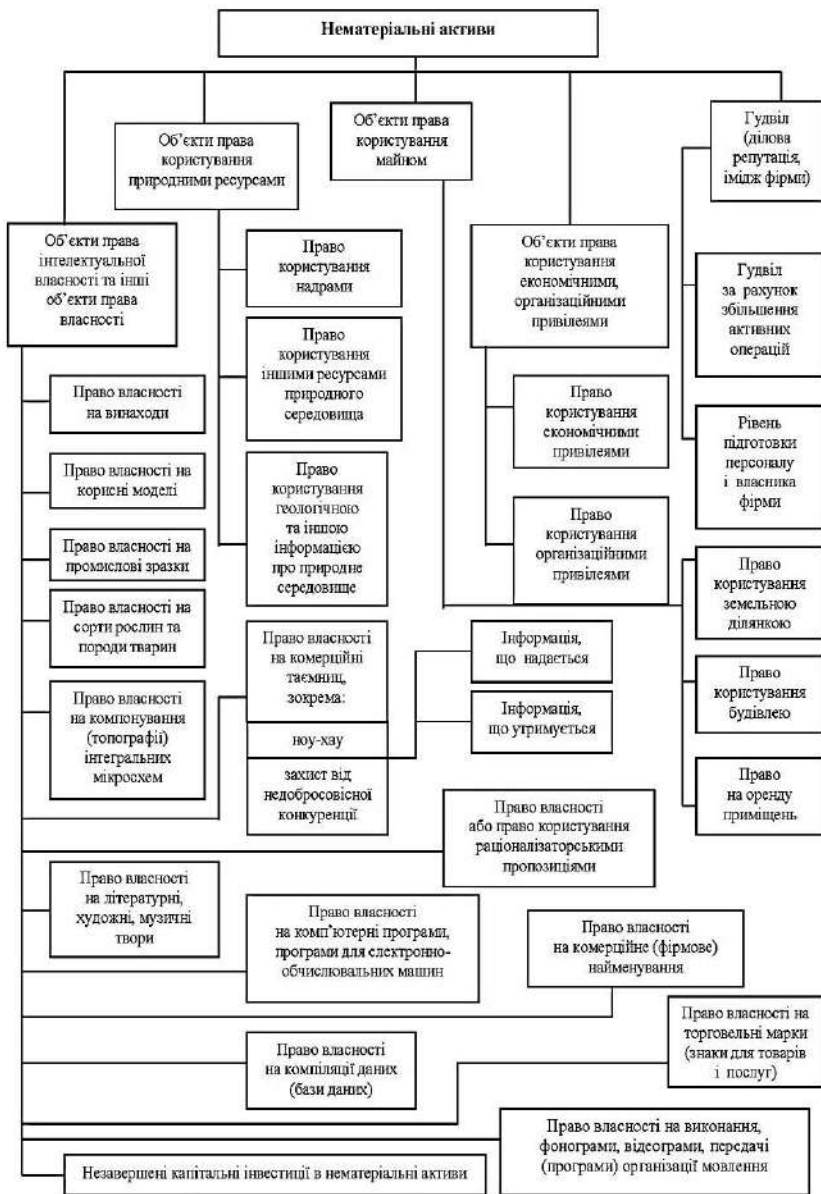 Нематеріальні активи
Об’єкти права
користування
природними ресурсами
Об’єкти права
користування
майном
Гудвіл
(ділова
репутація,
імідж фірми)
Об’єкти права
інтелектуальної
власності та інші
об’єкти права
власності
Право
користування
надрами
Об’єкти права
користування
економічними,
організаційними
привілеями
Гудвіл
за рахунок
збільшення
активних
операцій
Право
користування
іншими ресурсами
природного
середовища
Право власності
на винаходи
Право
користування
економічними
привілеями
Рівень
підготовки
персоналу
і власника
фірми
Право власності на
корисні моделі
Право
користування
геологічною
та іншою
інформацією
про природне
середовище
Право
користування
організаційними
привілеями
Право власності на
промислові зразки
Право
користування
земельною
ділянкою
Право власності на
сорти рослин та
породи тварин
Право власності
на комерційні
таємниц,
зокрема:
ноу-хау
захист від
недобросовісної
конкуренції
Інформація,
що надається
Інформація,
що утримується
Право
користування
будівлею
Право власності
на компонування
(топографії)
інтегральних
мікросхем
Право
на оренду
приміщень
Право власності
або право користування
раціоналізаторськими
пропозиціями
Право власності
на літературні,
художні, музичні
твори
Право власності
на комп’ютерні програми,
програми для електронно-
обчислювальних машин
Право власності
на комерційне (фірмове)
найменування
Право власності на
торговельні марки
(знаки для товарів
і послуг)
Право власності
на компіляції даних
(бази даних)
Право власності на виконання,
фонограми, відеограми, передачі
(програми) організації мовлення
Незавершені капітальні інвестиції в нематеріальні активи